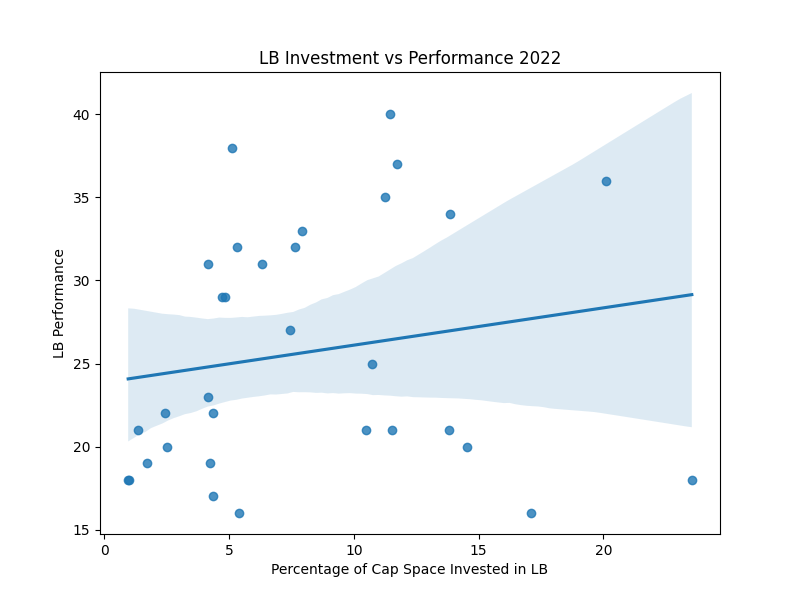 LB Investment vs Performance 2022
40
35
30
25
20
15
LB Performance
0 5 10 15 20
Percentage of Cap Space Invested in LB